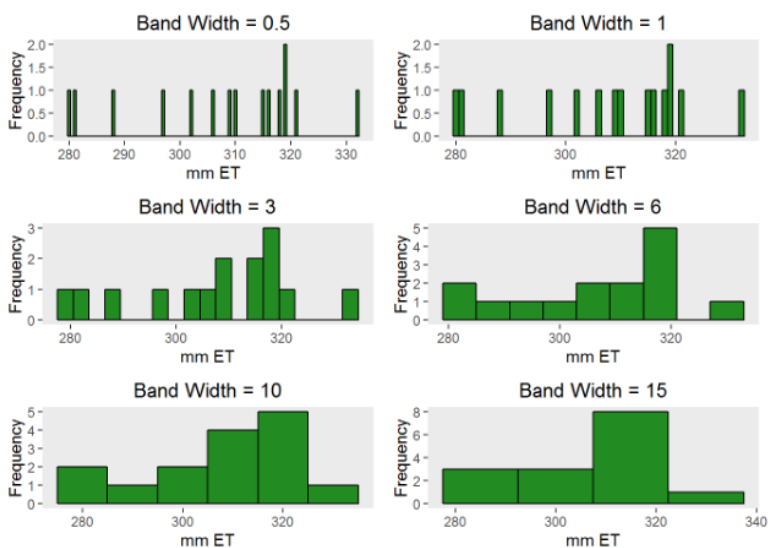 Band Width = 0.5
Frequency
2.0
1.5
1.0
0.5
0.0
280 290 300 310 320 330
mm ET
Band Width = 1
Frequency
2.0
1.5
1.0
0.5
0.0
280 300 320
mm ET
Band Width = 3
Frequency
3
2
1
0
280 300 320
mm ET
Band Width = 6
Frequency
5
4
3
2
1
0
280 300 320
mm ET
Band Width = 10
Frequency
5
4
3
2
1
0
280 300 320
mm ET
Band Width = 15
Frequency
8
6
4
2
0
280 300 320 340
mm ET